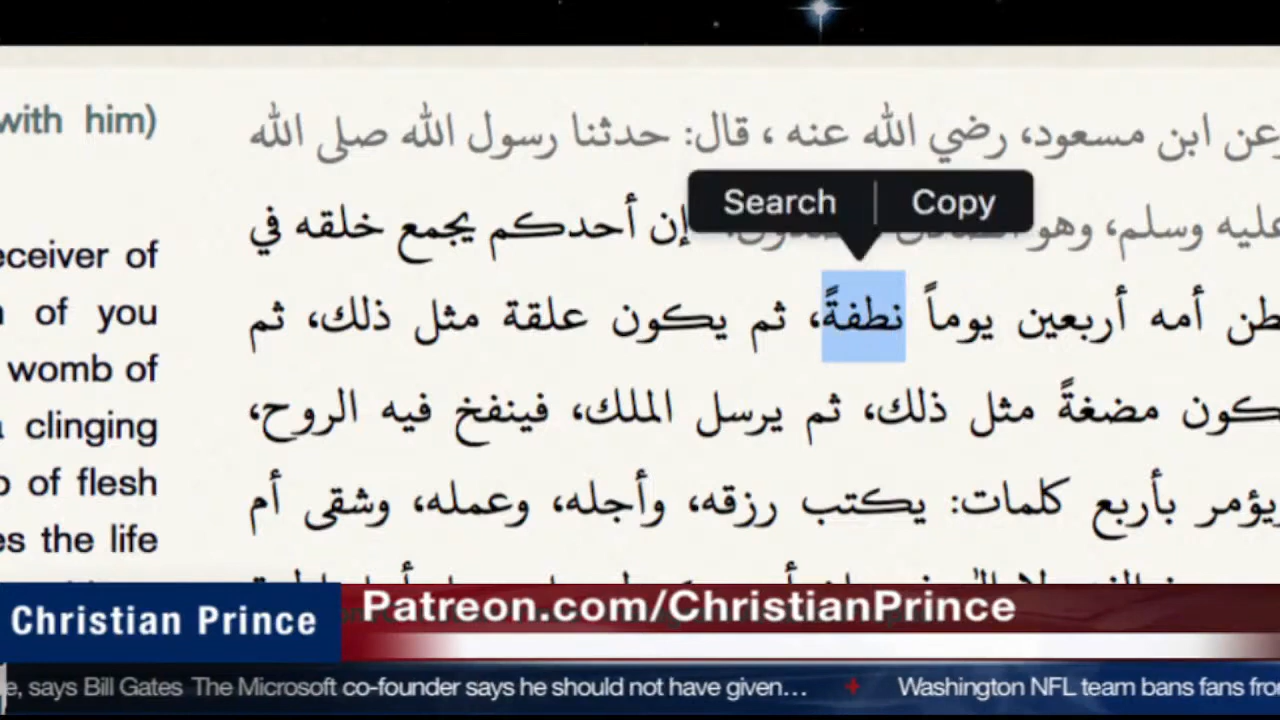 with him)
eceiver of
of you
womb of
clinging
of flesh
the life
عن ابن مسعود، رضي الله عنه ، قال: حدثنا رسول الله صلى الله
عليه وسلم، وهو
إن أحدكم يجمع خلقه في
Search
Copy
طن أمه أربعين يوماً نطفةً، ثم يكون علقة مثل ذلك، ثم
كون مضغةً مثل ذلك، ثم يرسل الملك، فينفخ فيه الروح،
يؤمر بأربع كلمات: يكتب رزقه، وأجله، وعمله، وشقى أم
Christian Prince
Patreon.com/ChristianPrince
e, says Bill Gates The Microsoft co-founder says he should not have given... Washington NFL team bans fans fro